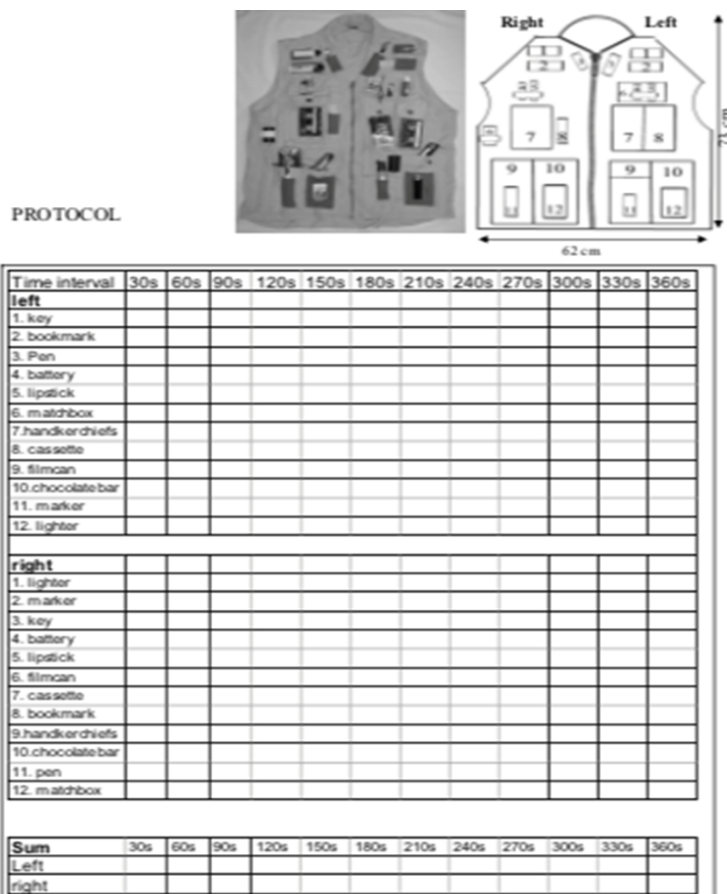 Right Left
1 1
2 2
7 7 8
9 10 9 10
11 12 11 12
71 cm
62 cm
PROTOCOL
Time interval 30s 60s 90s 120s 150s 180s 210s 240s 270s 300s 330s 360s
left
1. key
2. bookmark
3. Pen
4. battery
5. lipstick
6. matchbox
7.handkerchiefs
8. cassette
9. filmcan
10.chocolate bar
11. marker
12. lighter
right
1. lighter
2. marker
3. key
4. battery
5. lipstick
6. filmcan
7. cassette
8. bookmark
9.handkerchiefs
10.chocolate bar
11. pen
12. matchbox
Sum 30s 60s 90s 120s 150s 180s 210s 240s 270s 300s 330s 360s
Left
right